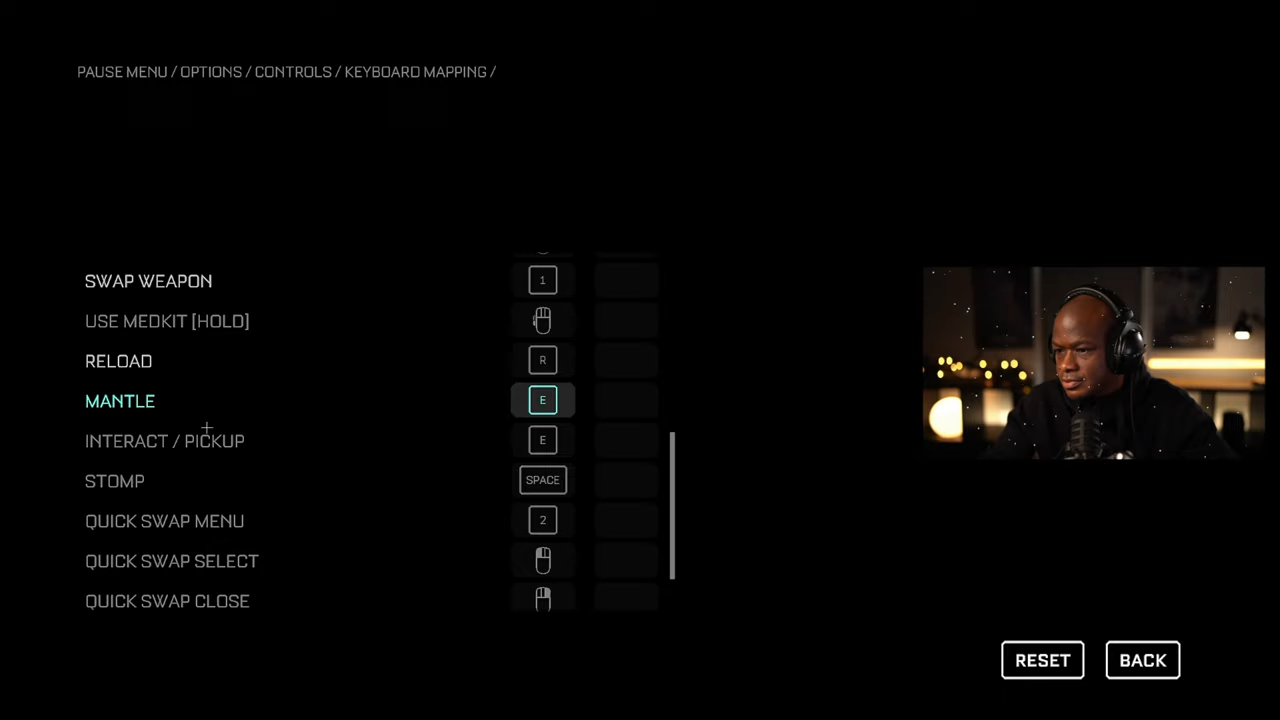 PAUSE MENU / OPTIONS / CONTROLS / KEYBOARD MAPPING /
SWAP WEAPON 1
USE MEDKIT [HOLD]
RELOAD R
MANTLE E
INTERACT / PICKUP E
STOMP SPACE
QUICK SWAP MENU 2
QUICK SWAP SELECT
QUICK SWAP CLOSE
RESET BACK